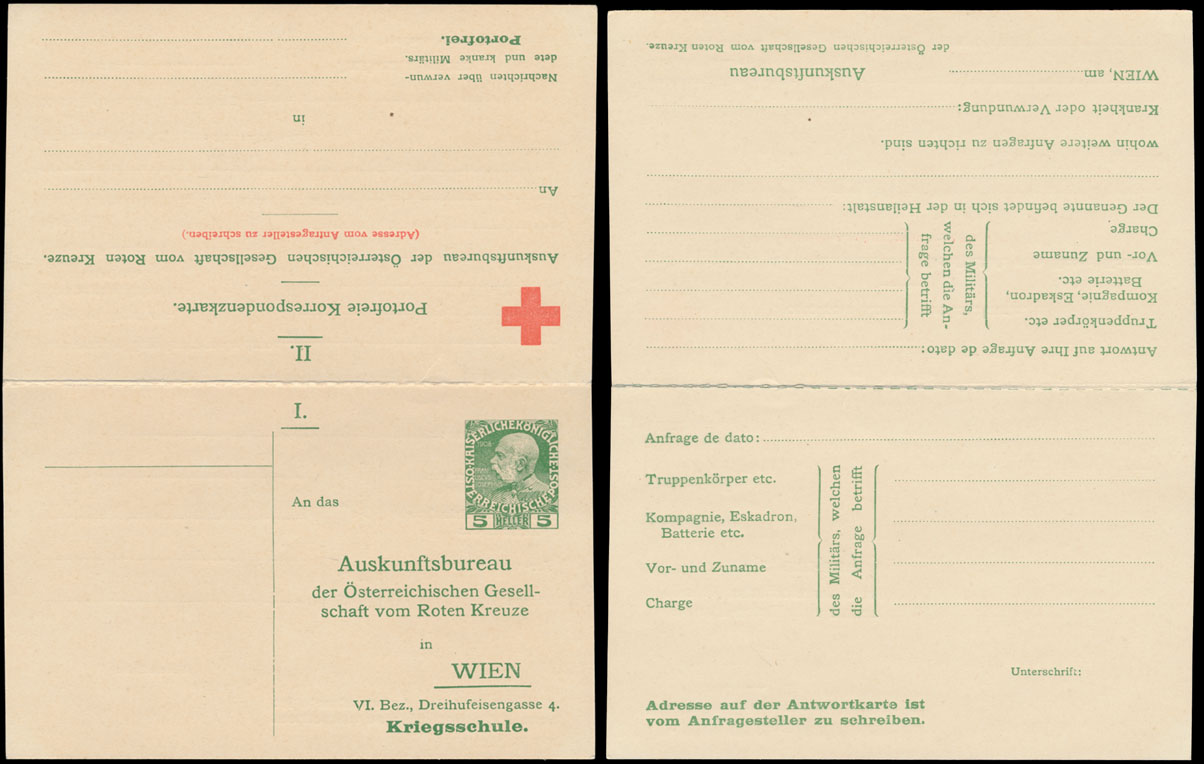 II.
Portofreie Korrespondenzkarte.
Auskunftsbureau der Österreichischen Gesellschaft vom Roten Kreuze.
(Adresse vom Antragesteller zu schreiben.)
An
in
Nachrichten über verwun-
dete und kranke Militärs.
Portofrei.
I.
1908
KAISERLICHEKÖNIGLICHE
ÖST
ERREICHISCHE
5 HELLER 5
An das
Auskunftsbureau
der Österreichischen Gesell-
schaft vom Roten Kreuze
in
WIEN
VI. Bez., Dreihufeisengasse 4.
Kriegsschule.
Antwort auf Ihre Anfrage de dato:
Truppenkörper etc.
Kompagnie, Eskadron,
Batterie etc.
Vor- und Zuname
Charge
des Militärs,
welchen die An-
frage betrifft
Der Genannte befindet sich in der Heilanstalt:
wohin weitere Anfragen zu richten sind.
Krankheit oder Verwundung:
WIEN, am
Auskunftsbureau
der Österreichischen Gesellschaft vom Roten Kreuze.
Anfrage de dato:
Truppenkörper etc.
Kompagnie, Eskadron,
Batterie etc.
Vor- und Zuname
Charge
des Militärs, welchen
die Anfrage betrifft
Unterschrift:
Adresse auf der Antwortkarte ist
vom Anfragesteller zu schreiben.